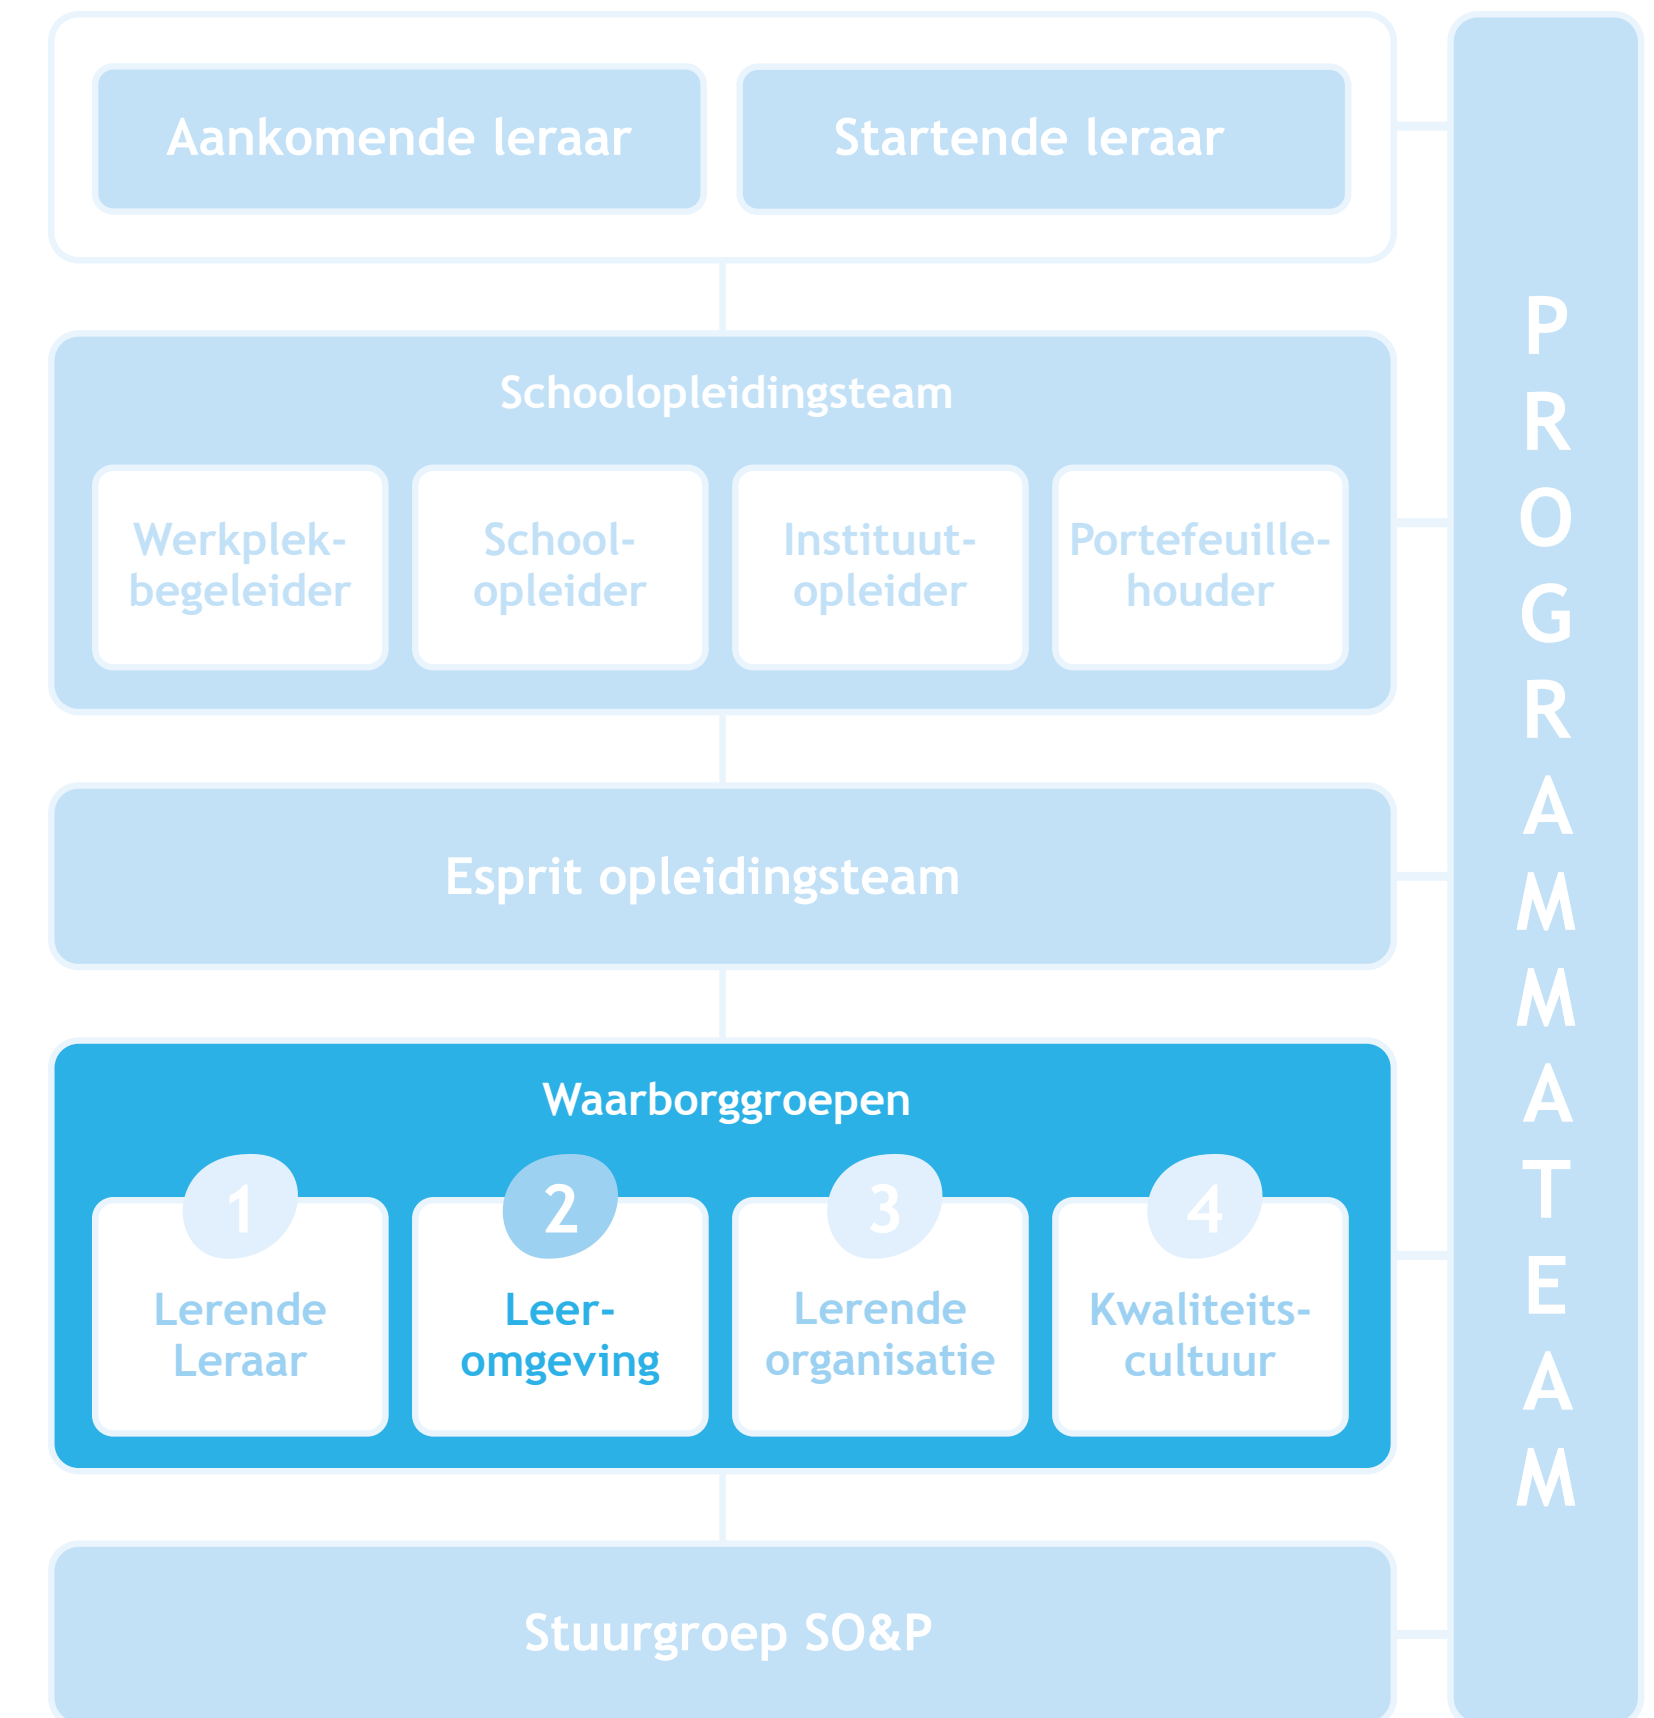 Aankomende leraar
Startende leraar
Schoolopleidingsteam
Werkplek-
begeleider
School-
opleider
Instituut-
opleider
Portefeuille-
houder
Esprit opleidingsteam
Waarborggroepen
1
Lerende
Leraar
2
Leer-
omgeving
3
Lerende
organisatie
4
Kwaliteits-
cultuur
Stuurgroep SO&P
P
R
O
G
R
A
M
M
A
T
E
A
M